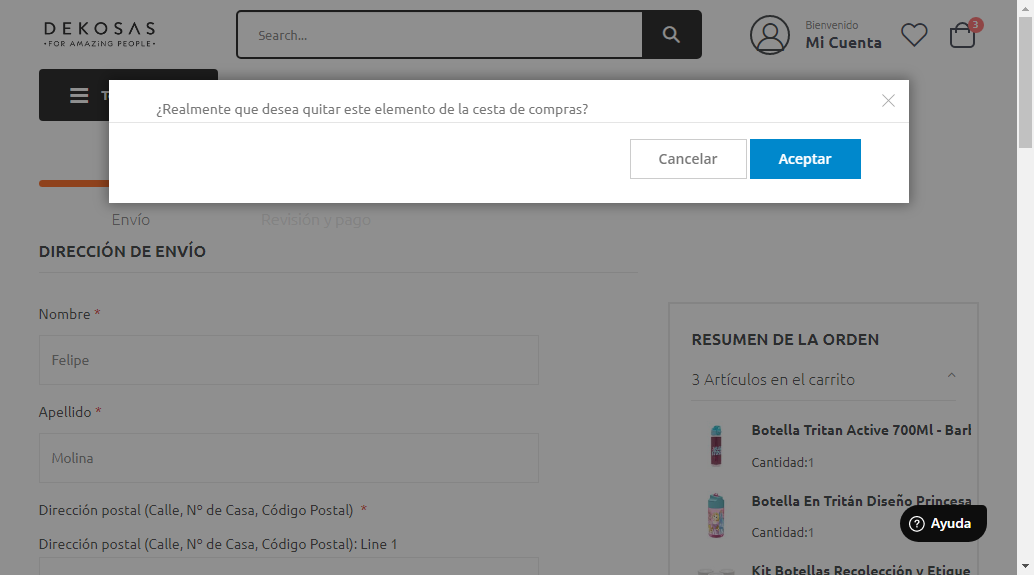 DEKOSAS
•FOR AMAZING PEOPLE•
Search...
Bienvenido
Mi Cuenta
3
¿Realmente que desea quitar este elemento de la cesta de compras?
Cancelar
Aceptar
Envío
Revisión y pago
DIRECCIÓN DE ENVÍO
Nombre *
Felipe
Apellido *
Molina
Dirección postal (Calle, Nº de Casa, Código Postal) *
Dirección postal (Calle, Nº de Casa, Código Postal): Line 1
RESUMEN DE LA ORDEN
3 Artículos en el carrito
Botella Tritan Active 700Ml - Barb
Cantidad:1
Botella En Tritán Diseño Princesa
Cantidad:1
Kit Botellas Recolección y Etique
Ayuda